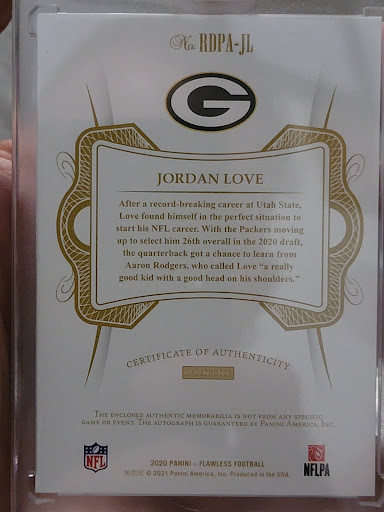 No. RDPA-JL
G
JORDAN LOVE
After a record-breaking career at Utah State,
Love found himself in the perfect situation to
start his NFL career. With the Packers moving
up to select him 26th overall in the 2020 draft,
the quarterback got a chance to learn from
Aaron Rodgers, who called Love “a really
good kid with a good head on his shoulders.”
CERTIFICATE OF AUTHENTICITY
PANINI
THE ENCLOSED AUTHENTIC MEMORABILIA IS NOT FROM ANY SPECIFIC
GAME OR EVENT. THE AUTOGRAPH IS GUARANTEED BY PANINI AMERICA, INC.
NFL
NFLPA
2020 PANINI – FLAWLESS FOOTBALL
© 2021 Panini America, Inc. Produced in the USA.